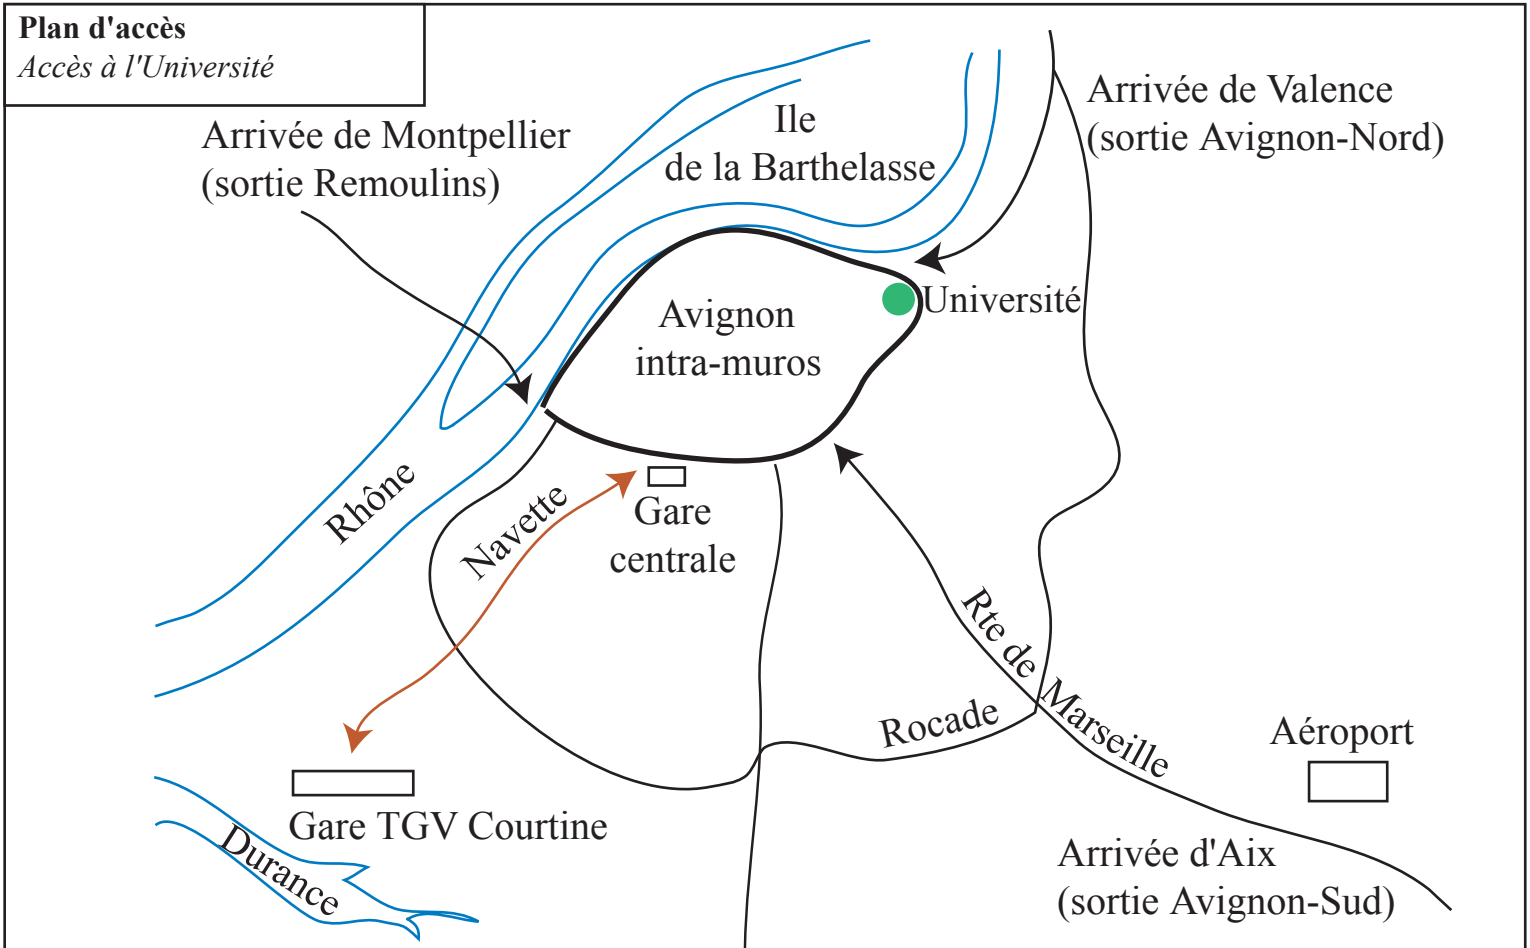 Plan d'accès
Accès à l'Université
Arrivée de Montpellier
(sortie Remoulins)
Ile
de la Barthelasse
Arrivée de Valence
(sortie Avignon-Nord)
Avignon
intra-muros
Université
Rhône
Navette
Gare
centrale
Rte de Marseille
Rocade
Aéroport
Gare TGV Courtine
Durance
Arrivée d'Aix
(sortie Avignon-Sud)